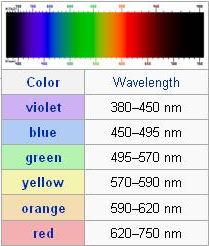 Color Wavelength
violet 380–450 nm
blue 450–495 nm
green 495–570 nm
yellow 570–590 nm
orange 590–620 nm
red 620–750 nm